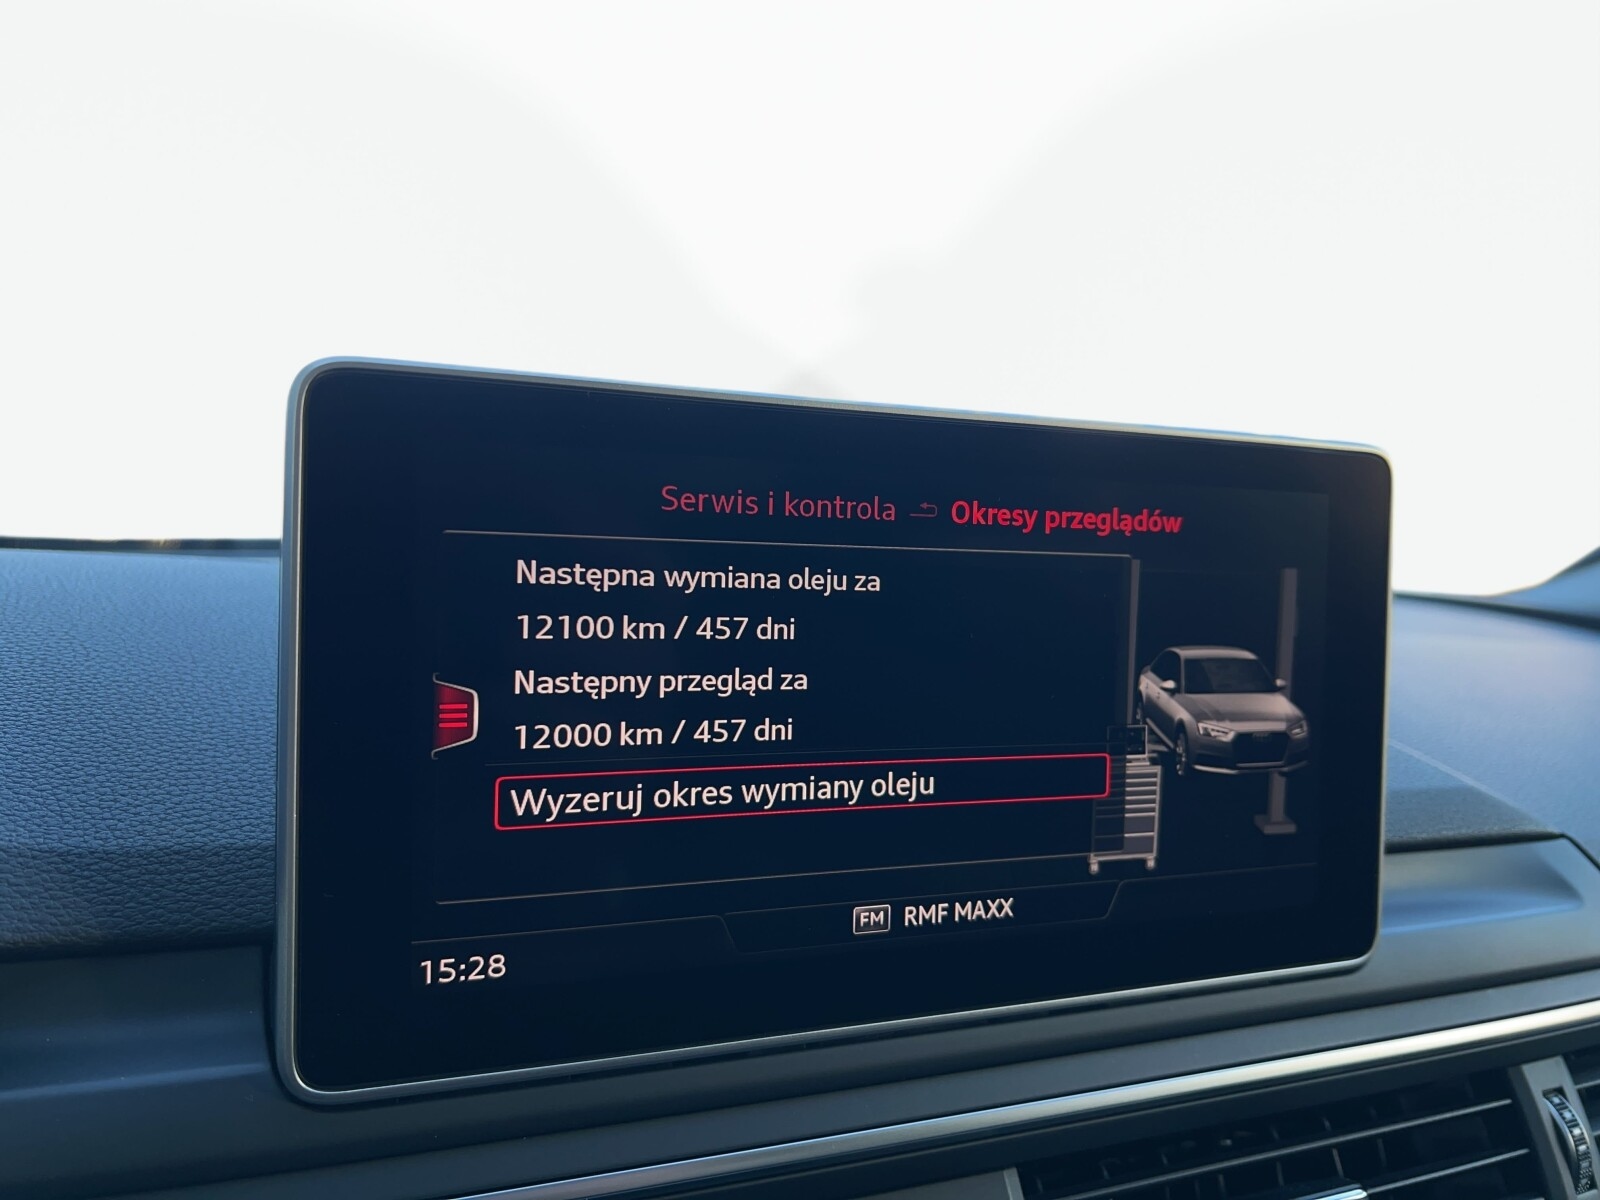 Serwis i kontrola Okresy przeglądów
Następna wymiana oleju za
12100 km / 457 dni
Następny przegląd za
12000 km / 457 dni
Wyzeruj okres wymiany oleju
FM RMF MAXX
15:28